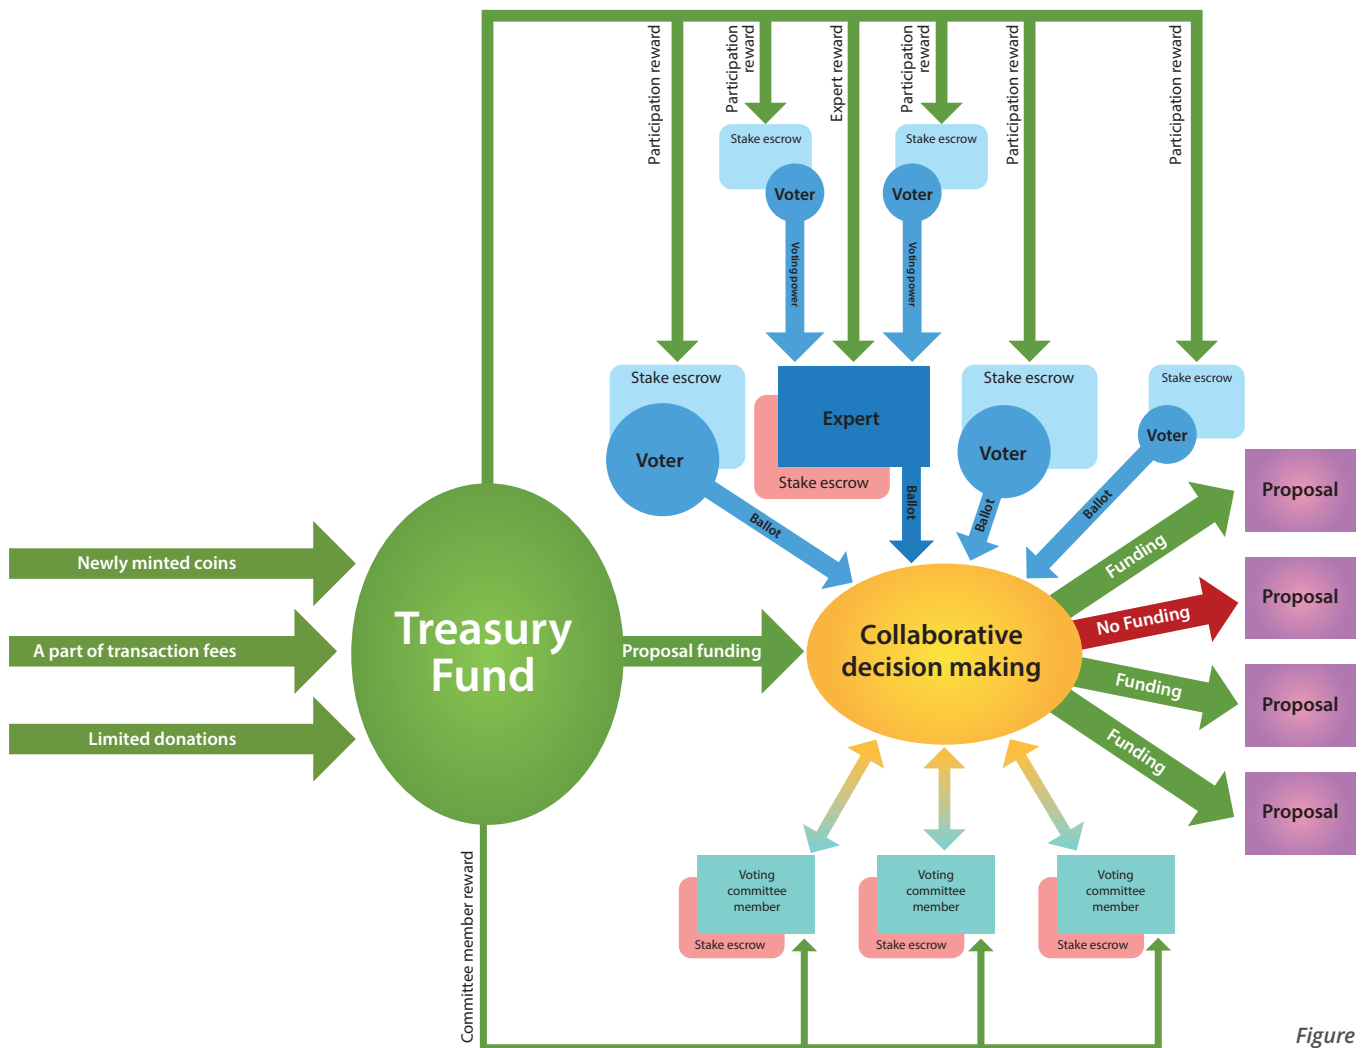 Participation reward
Participation
reward
Expert reward
Participation
reward
Participation reward
Participation reward
Stake escrow
Voter
Voting power
Stake escrow
Voter
Voting power
Stake escrow
Voter
Ballot
Expert
Stake escrow
Ballot
Stake escrow
Voter
Ballot
Stake escrow
Voter
Ballot
Newly minted coins
A part of transaction fees
Limited donations
Treasury
Fund
Proposal funding
Collaborative
decision making
Funding
Proposal
No Funding
Proposal
Funding
Proposal
Funding
Proposal
Committee member reward
Voting
committee
member
Stake escrow
Voting
committee
member
Stake escrow
Voting
committee
member
Stake escrow
Figure